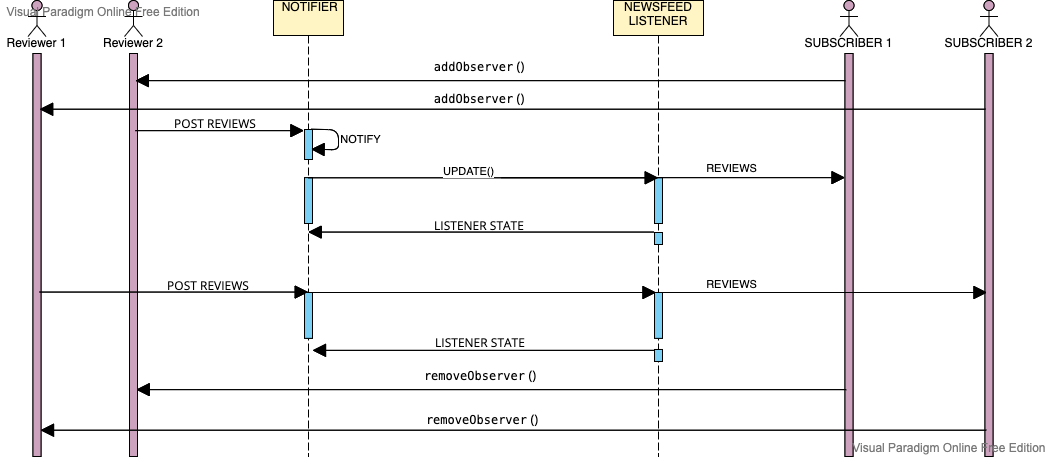 Visual Paradigm Online Free Edition
NOTIFIER
NEWSFEED
LISTENER
Reviewer 1
Reviewer 2
SUBSCRIBER 1
SUBSCRIBER 2
addObserver()
addObserver()
POST REVIEWS
NOTIFY
UPDATE()
REVIEWS
LISTENER STATE
POST REVIEWS
REVIEWS
LISTENER STATE
removeObserver()
removeObserver()
Visual Paradigm Online Free Edition